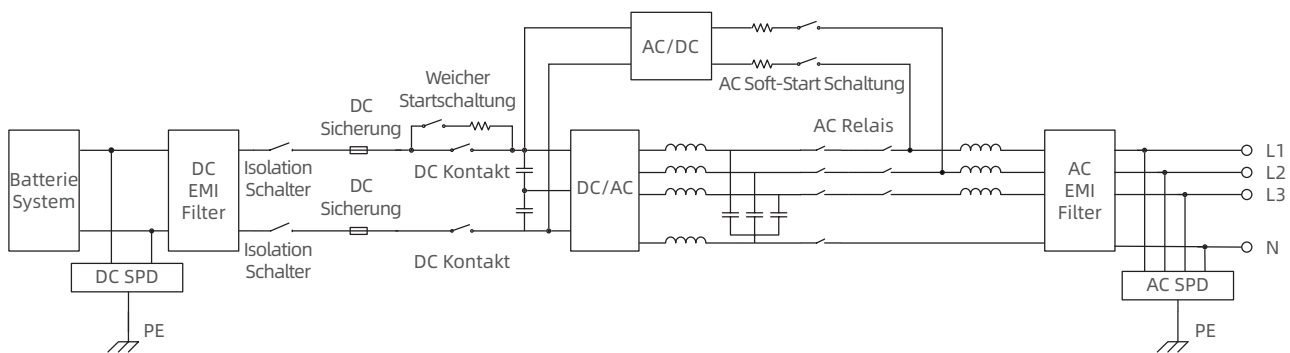 AC/DC
Weicher
Startschaltung
AC Soft-Start Schaltung
DC
Sicherung
AC Relais
Batterie
System
DC
EMI
Filter
Isolation
Schalter
DC Kontakt
DC
Sicherung
DC/AC
AC
EMI
Filter
L1
L2
L3
N
Isolation
Schalter
DC Kontakt
DC SPD
AC SPD
PE
PE